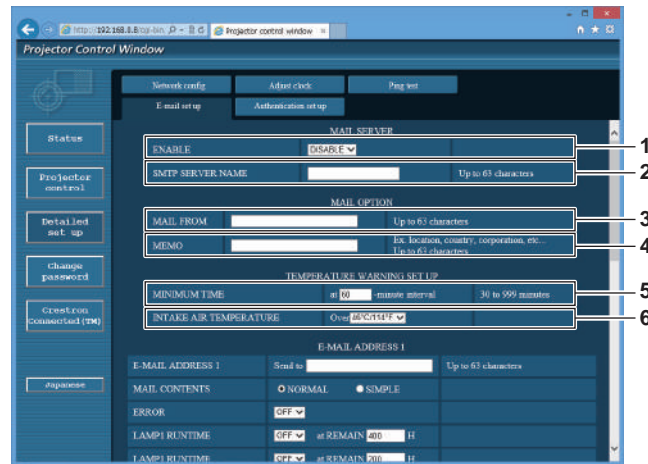 http://192.168.0.8/cgi-bin
Projector control window
Projector Control Window
Network config Adjust clock Ping test
E-mail set up Authentication set up
Status
Projector control
Detailed set up
Change password
Crestron Connected(TM)
Japanese
MAIL SERVER
ENABLE DISABLE 1
SMTP SERVER NAME Up to 63 characters 2
MAIL OPTION
MAIL FROM Up to 63 characters 3
MEMO Ex. location, country, corporation, etc... 4
Up to 63 characters
TEMPERATURE WARNING SET UP
MINIMUM TIME at 60 -minute interval 30 to 999 minutes 5
INTAKE AIR TEMPERATURE Over 46°C/114°F 6
E-MAIL ADDRESS 1
E-MAIL ADDRESS 1 Send to Up to 63 characters
MAIL CONTENTS NORMAL SIMPLE
ERROR OFF
LAMP1 RUNTIME OFF at REMAIN 400 H
LAMP1 RUNTIME OFF at REMAIN 200 H